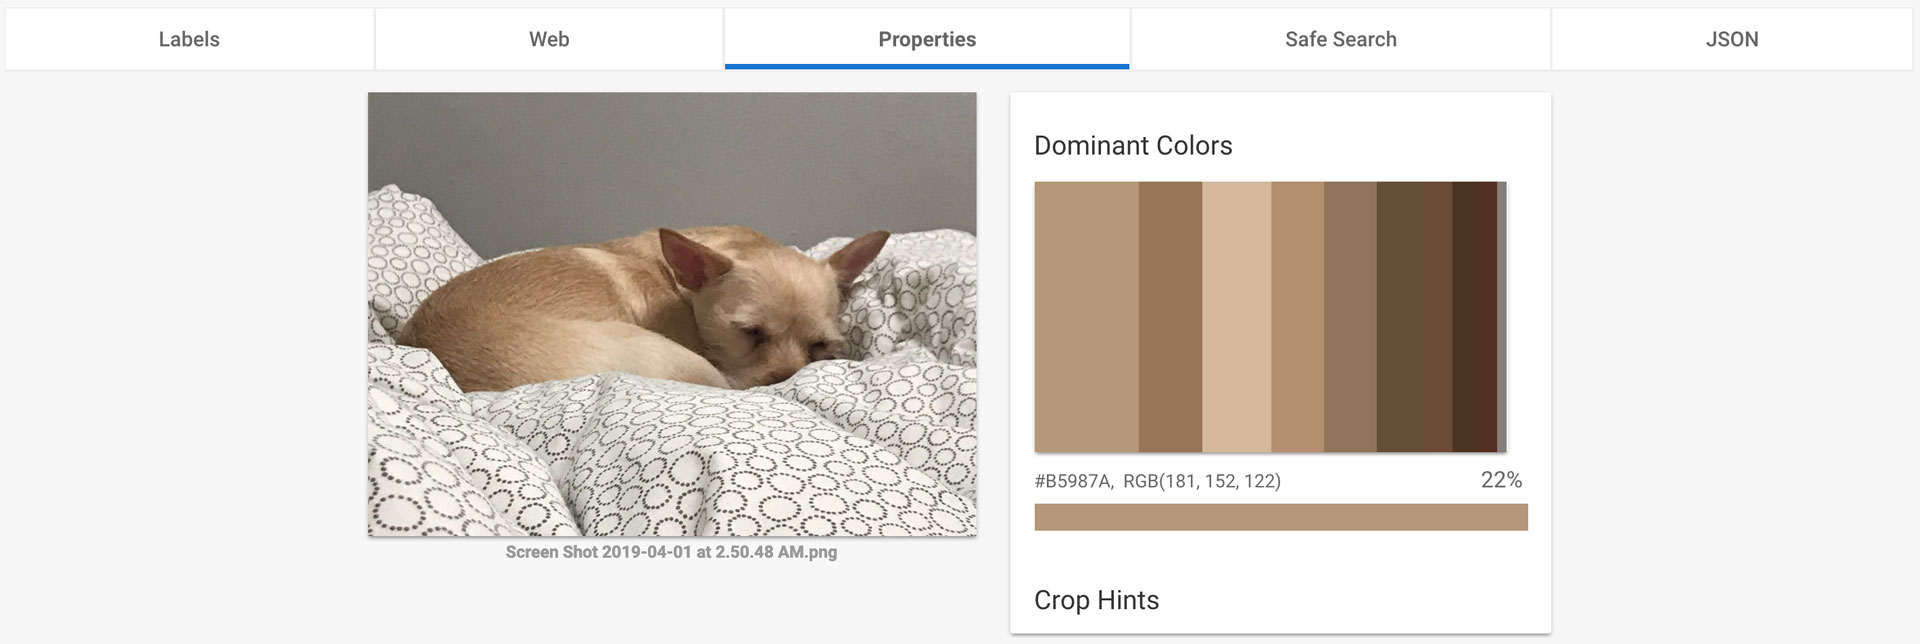 Labels
Web
Properties
Safe Search
JSON
Screen Shot 2019-04-01 at 2.50.48 AM.png
Dominant Colors
#B5987A, RGB(181, 152, 122)
22%
Crop Hints